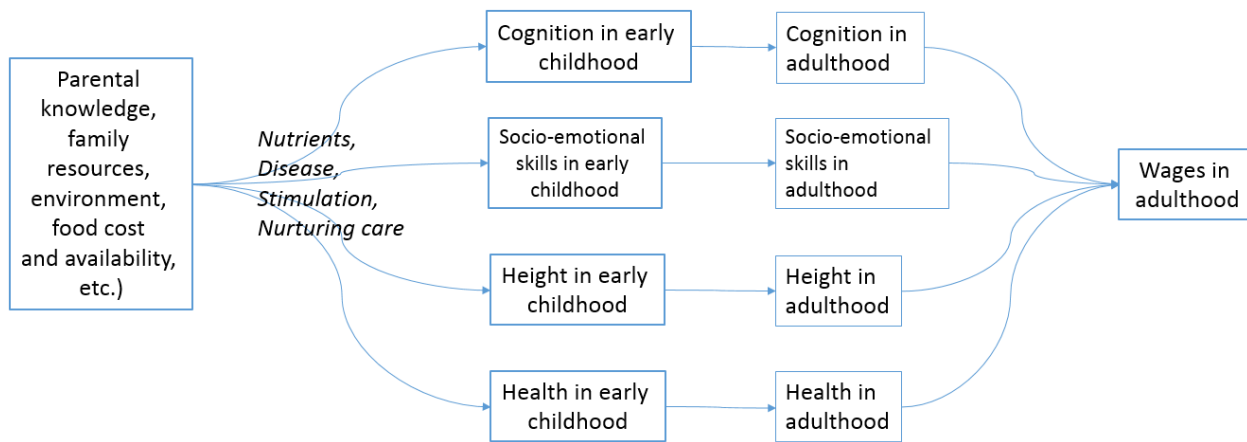 Parental
knowledge,
family
resources,
environment,
food cost
and availability,
etc.)
Nutrients,
Disease,
Stimulation,
Nurturing care
Cognition in early
childhood
Cognition in
adulthood
Socio-emotional
skills in early
childhood
Socio-emotional
skills in
adulthood
Height in early
childhood
Height in
adulthood
Health in early
childhood
Health in
adulthood
Wages in
adulthood